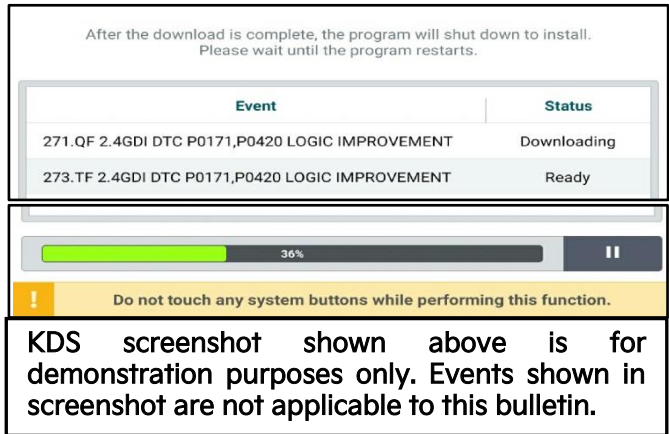 After the download is complete, the program will shut down to install.
Please wait until the program restarts.
Event Status
271.QF 2.4GDI DTC P0171,P0420 LOGIC IMPROVEMENT Downloading
273.TF 2.4GDI DTC P0171,P0420 LOGIC IMPROVEMENT Ready
36%
! Do not touch any system buttons while performing this function.
KDS screenshot shown above is for
demonstration purposes only. Events shown in
screenshot are not applicable to this bulletin.